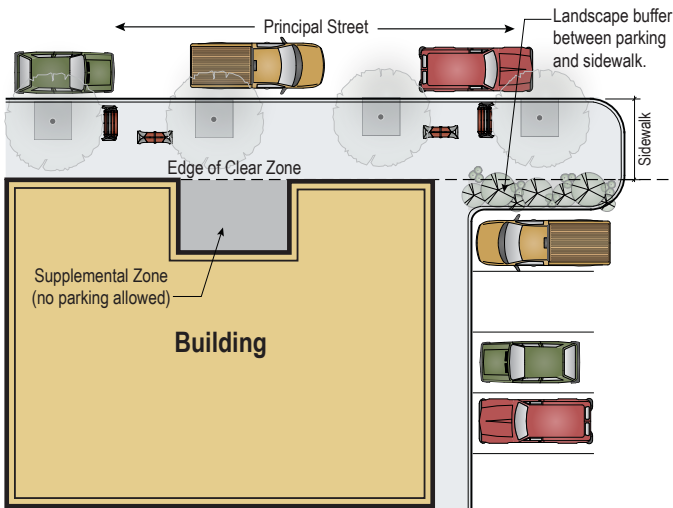 Principal Street
Landscape buffer
between parking
and sidewalk.
Sidewalk
Edge of Clear Zone
Supplemental Zone
(no parking allowed)
Building